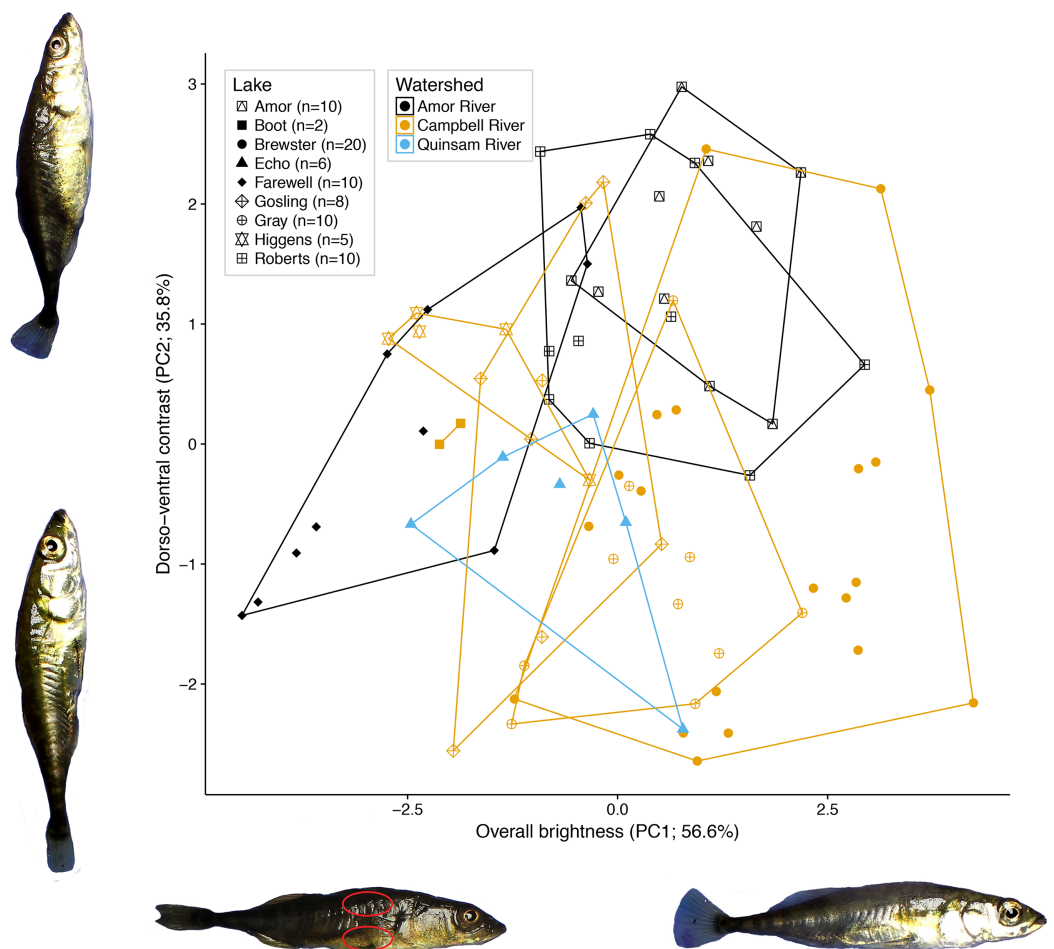 Lake
Amor (n=10)
Boot (n=2)
Brewster (n=20)
Echo (n=6)
Farewell (n=10)
Gosling (n=8)
Gray (n=10)
Higgens (n=5)
Roberts (n=10)
Watershed
Amor River
Campbell River
Quinsam River
Dorso−ventral contrast (PC2; 35.8%)
3
2
1
0
−1
−2
−2.5
0.0
2.5
Overall brightness (PC1; 56.6%)